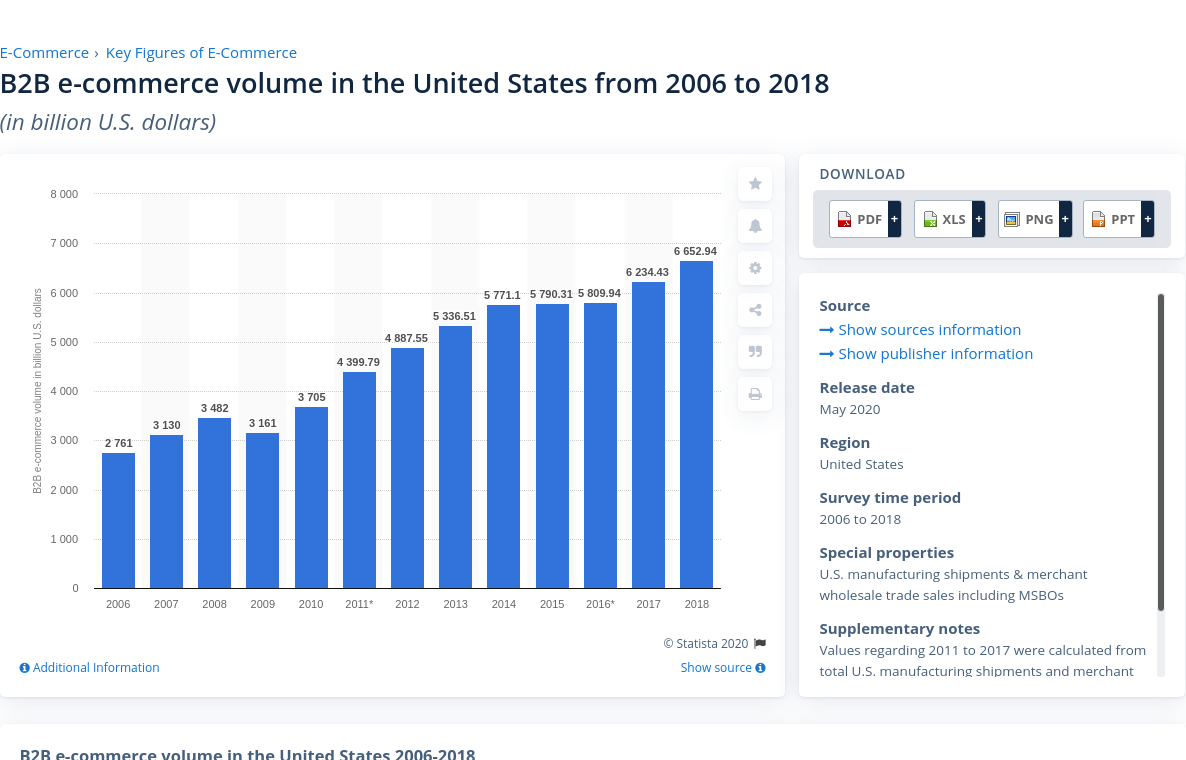 E-Commerce › Key Figures of E-Commerce
B2B e-commerce volume in the United States from 2006 to 2018
(in billion U.S. dollars)
B2B e-commerce volume in billion U.S. dollars
8 000
7 000
6 000
5 000
4 000
3 000
2 000
1 000
0
2 761
3 130
3 482
3 161
3 705
4 399.79
4 887.55
5 336.51
5 771.1
5 790.31
5 809.94
6 234.43
6 652.94
2006 2007 2008 2009 2010 2011* 2012 2013 2014 2015 2016* 2017 2018
© Statista 2020
Additional Information
Show source
DOWNLOAD
PDF + XLS + PNG + PPT +
Source
Show sources information
Show publisher information
Release date
May 2020
Region
United States
Survey time period
2006 to 2018
Special properties
U.S. manufacturing shipments & merchant
wholesale trade sales including MSBOs
Supplementary notes
Values regarding 2011 to 2017 were calculated from
total U.S. manufacturing shipments and merchant
B2B e-commerce volume in the United States 2006-2018